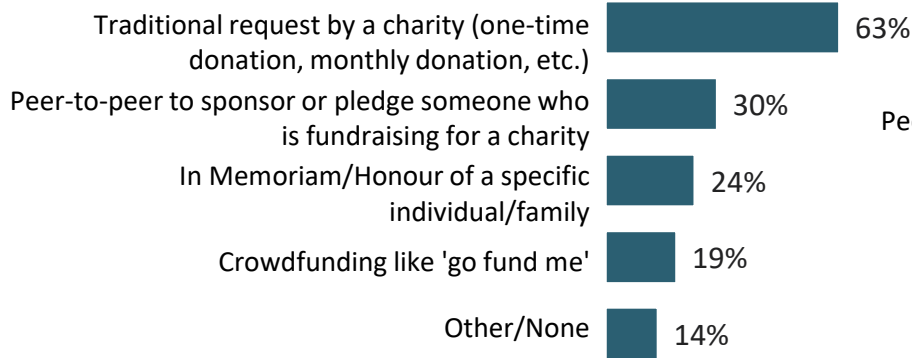 Traditional request by a charity (one-time
donation, monthly donation, etc.)
63%
Peer-to-peer to sponsor or pledge someone who
is fundraising for a charity
30%
In Memoriam/Honour of a specific
individual/family
24%
Crowdfunding like 'go fund me'
19%
Other/None
14%